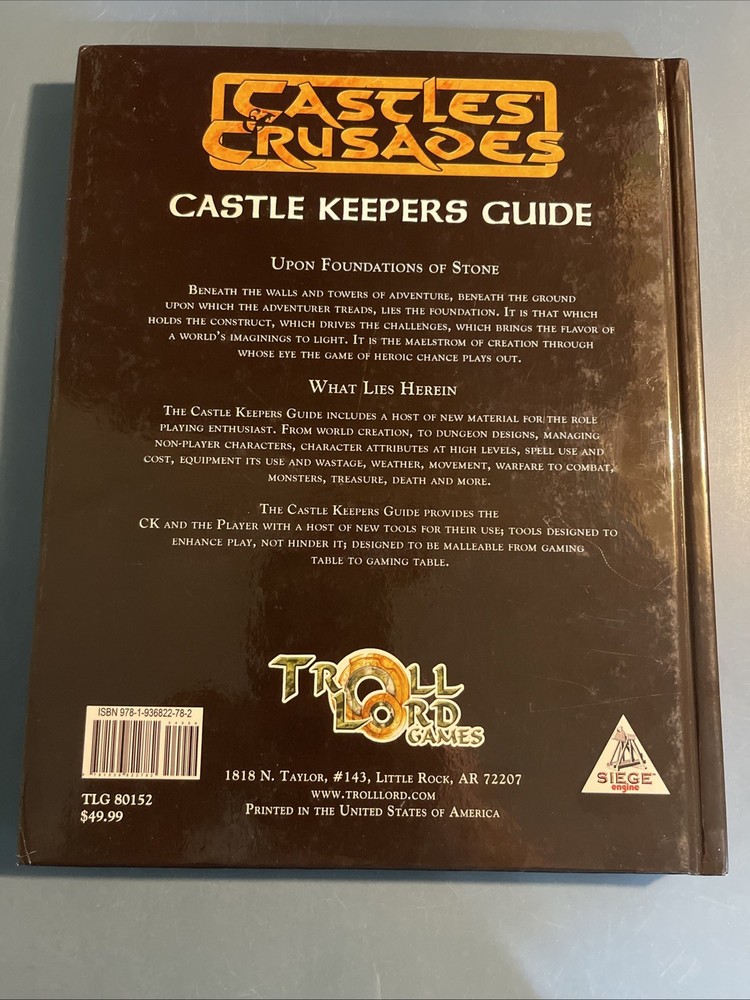 CASTLES
& CRUSADES
CASTLE KEEPERS GUIDE
UPON FOUNDATIONS OF STONE
BENEATH THE WALLS AND TOWERS OF ADVENTURE, BENEATH THE GROUND
UPON WHICH THE ADVENTURER TREADS, LIES THE FOUNDATION. IT IS THAT WHICH
HOLDS THE CONSTRUCT, WHICH DRIVES THE CHALLENGES, WHICH BRINGS THE FLAVOR OF
A WORLD'S IMAGININGS TO LIGHT. IT IS THE MAELSTROM OF CREATION THROUGH
WHOSE EYE THE GAME OF HEROIC CHANCE PLAYS OUT.
WHAT LIES HEREIN
THE CASTLE KEEPERS GUIDE INCLUDES A HOST OF NEW MATERIAL FOR THE ROLE
PLAYING ENTHUSIAST. FROM WORLD CREATION, TO DUNGEON DESIGNS, MANAGING
NON-PLAYER CHARACTERS, CHARACTER ATTRIBUTES AT HIGH LEVELS, SPELL USE AND
COST, EQUIPMENT ITS USE AND WASTAGE, WEATHER, MOVEMENT, WARFARE TO COMBAT,
MONSTERS, TREASURE, DEATH AND MORE.
THE CASTLE KEEPERS GUIDE PROVIDES THE
CK AND THE PLAYER WITH A HOST OF NEW TOOLS FOR THEIR USE; TOOLS DESIGNED TO
ENHANCE PLAY, NOT HINDER IT; DESIGNED TO BE MALLEABLE FROM GAMING
TABLE TO GAMING TABLE.
TROLL
LORD
GAMES
ISBN 978-1-936822-78-2
TLG 80152
$49.99
1818 N. TAYLOR, #143, LITTLE ROCK, AR 72207
WWW.TROLLLORD.COM
PRINTED IN THE UNITED STATES OF AMERICA
SIEGE
engine